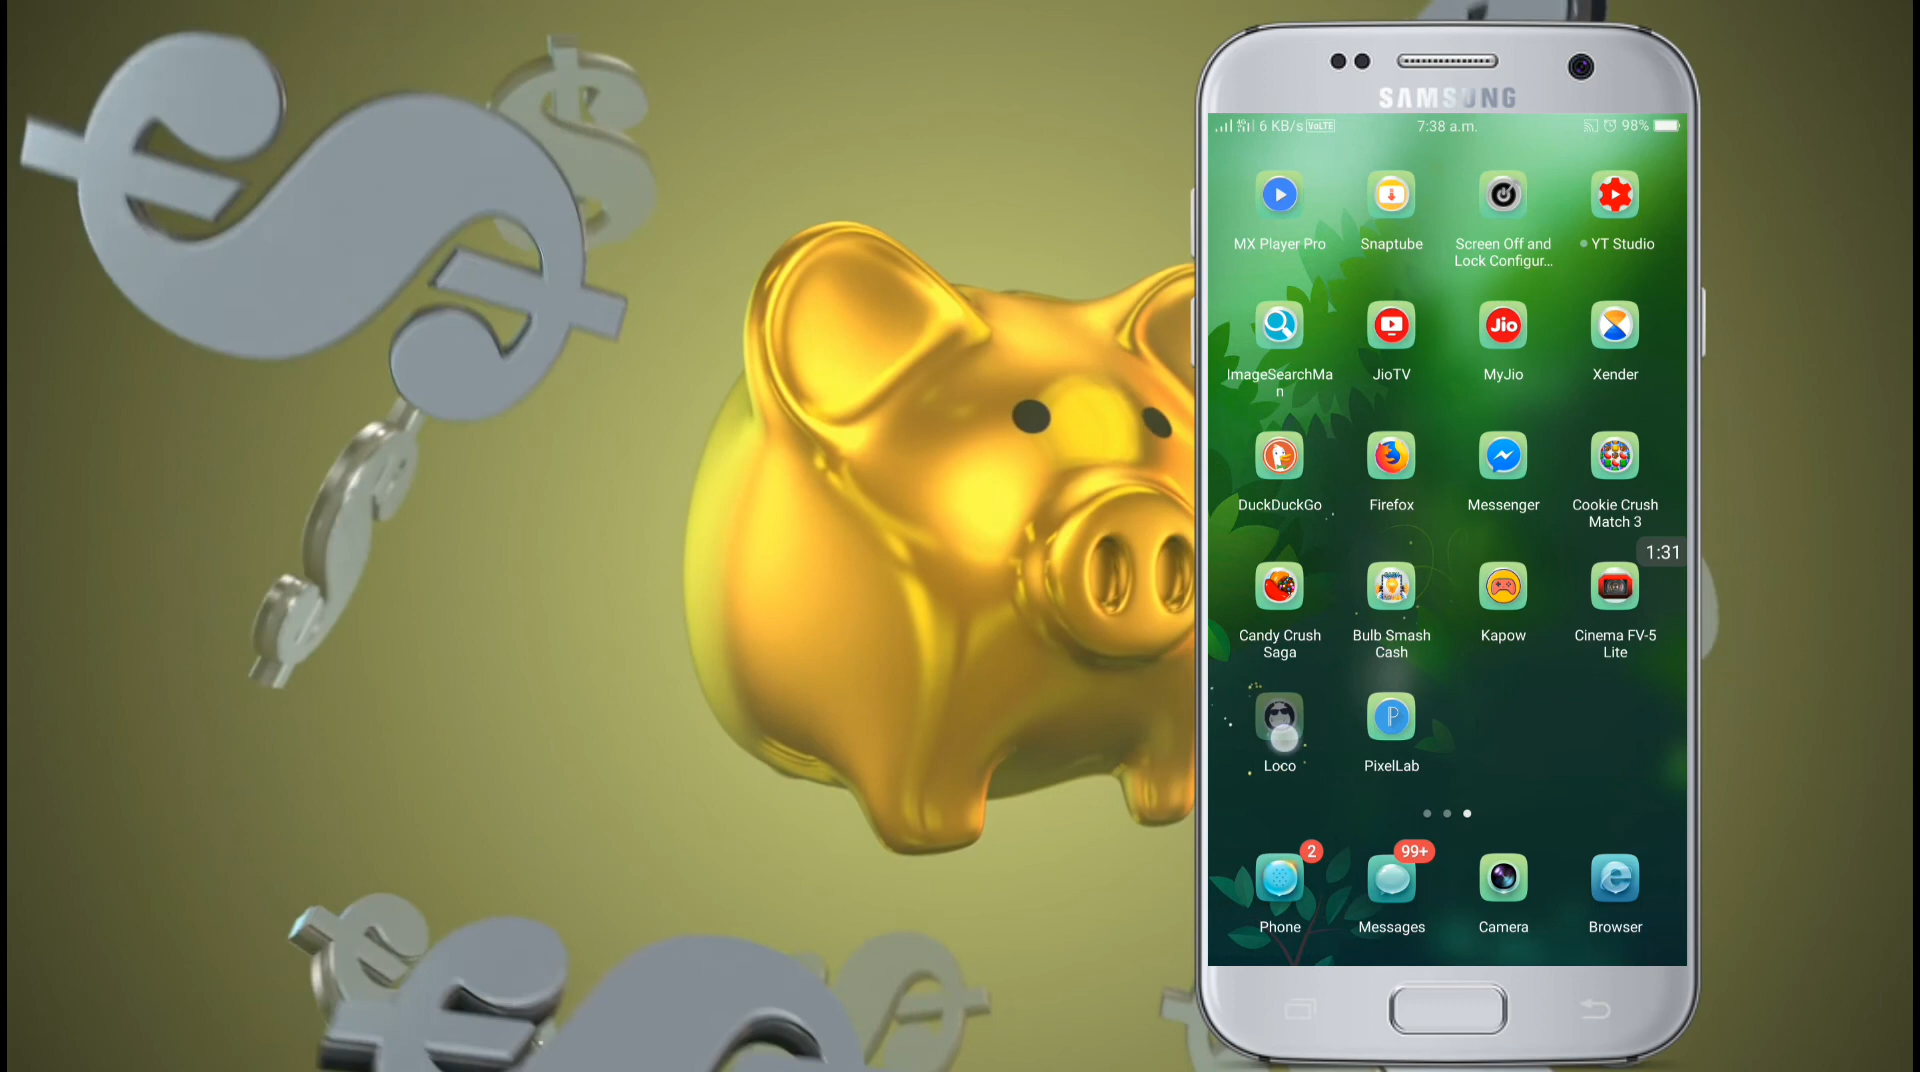 SAMSUNG
6 KB/s VoLTE 7:38 a.m. 98%
MX Player Pro Snaptube Screen Off and YT Studio
Lock Configur...
Jio
ImageSearchMa JioTV MyJio Xender
n
DuckDuckGo Firefox Messenger Cookie Crush
Match 3
1:31
Candy Crush Bulb Smash Kapow Cinema FV-5
Saga Cash Lite
Loco PixelLab
2 99+
Phone Messages Camera Browser